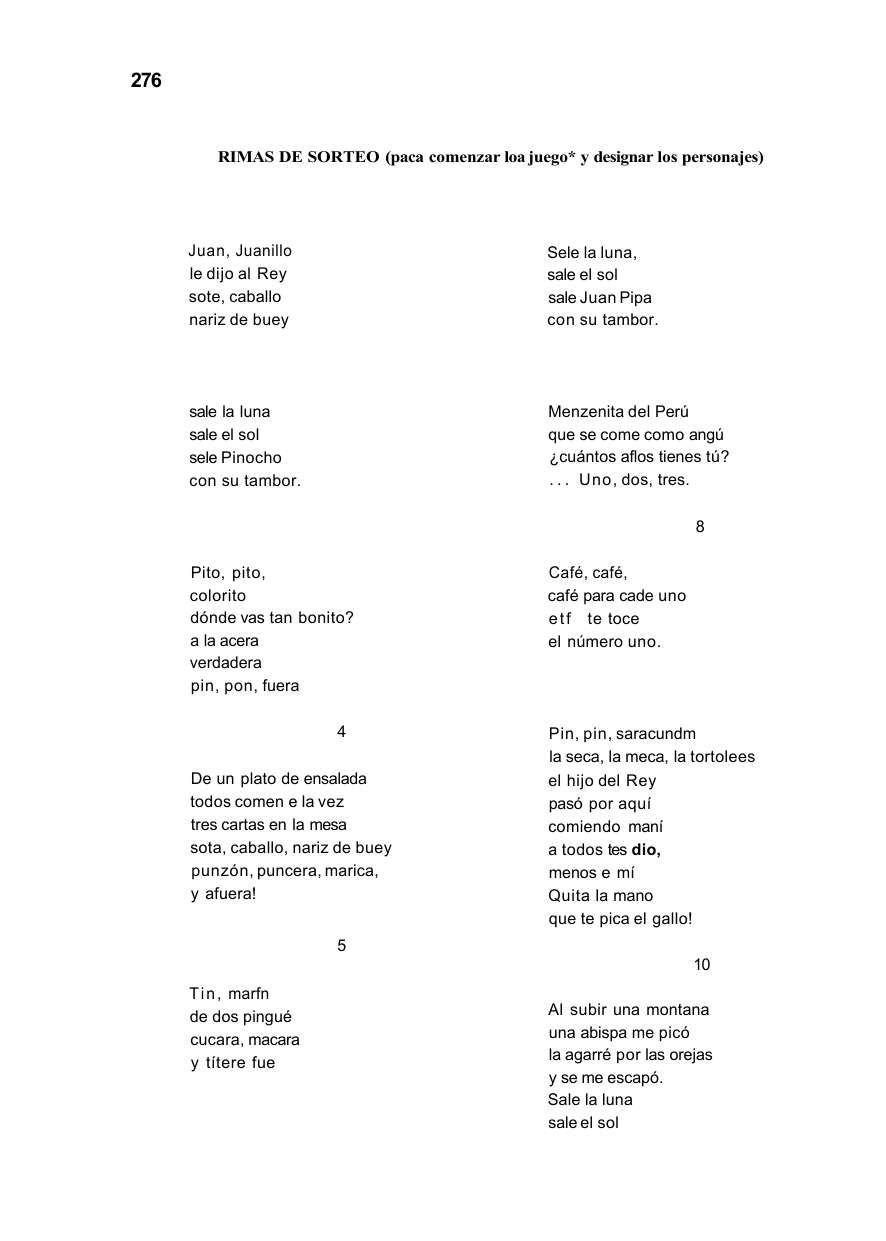 276
RIMAS DE SORTEO (paca comenzar loa juego* y designar los personajes)
Juan, Juanillo
le dijo al Rey
sote, caballo
nariz de buey
sale la luna
sale el sol
sele Pinocho
con su tambor.
Pito, pito,
colorito
dónde vas tan bonito?
a la acera
verdadera
pin, pon, fuera
4
De un plato de ensalada
todos comen e la vez
tres cartas en la mesa
sota, caballo, nariz de buey
punzón, puncera, marica,
y afuera!
5
Tin, marfn
de dos pingué
cucara, macara
y títere fue
Sele la luna,
sale el sol
sale Juan Pipa
con su tambor.
Menzenita del Perú
que se come como angú
¿cuántos aflos tienes tú?
... Uno, dos, tres.
8
Café, café,
café para cade uno
etf te toce
el número uno.
Pin, pin, saracundm
la seca, la meca, la tortolees
el hijo del Rey
pasó por aquí
comiendo maní
a todos tes dio,
menos e mí
Quita la mano
que te pica el gallo!
10
Al subir una montana
una abispa me picó
la agarré por las orejas
y se me escapó.
Sale la luna
sale el sol